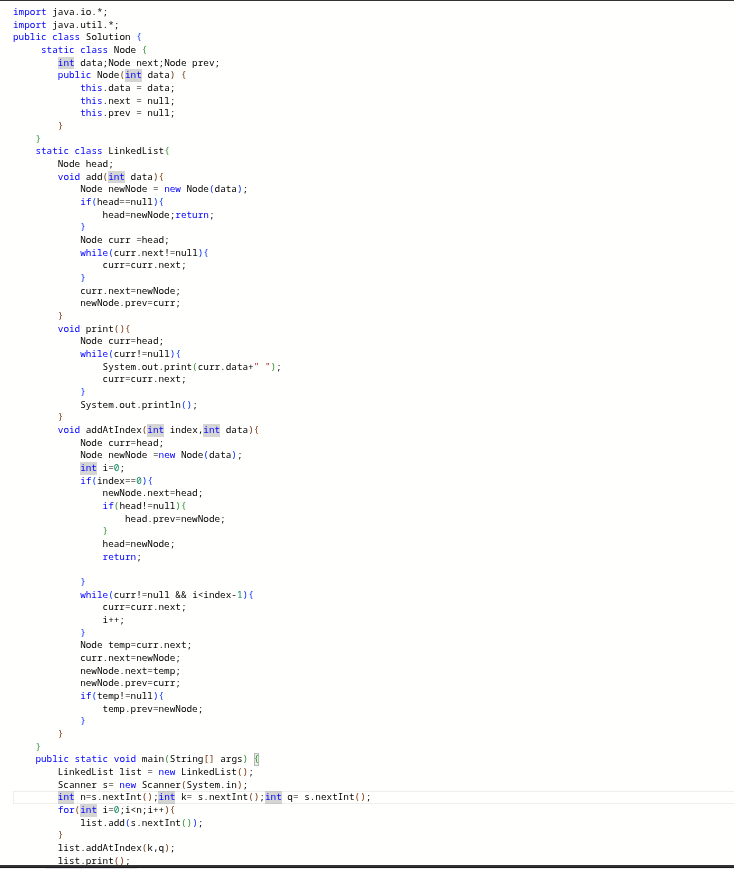 import java.io.*;
import java.util.*;
public class Solution {
     static class Node {
        int data;Node next;Node prev;
        public Node(int data) {
            this.data = data;
            this.next = null;
            this.prev = null;
        }
    }
    static class LinkedList{
        Node head;
        void add(int data){
            Node newNode = new Node(data);
            if(head==null){
                head=newNode;return;
            }
            Node curr =head;
            while(curr.next!=null){
                curr=curr.next;
            }
            curr.next=newNode;
            newNode.prev=curr;
        }
        void print(){
            Node curr=head;
            while(curr!=null){
                System.out.print(curr.data+" ");
                curr=curr.next;
            }
            System.out.println();
        }
        void addAtIndex(int index,int data){
            Node curr=head;
            Node newNode =new Node(data);
            int i=0;
            if(index==0){
                newNode.next=head;
                if(head!=null){
                    head.prev=newNode;
                }
                head=newNode;
                return;

            }
            while(curr!=null && i<index-1){
                curr=curr.next;
                i++;
            }
            Node temp=curr.next;
            curr.next=newNode;
            newNode.next=temp;
            newNode.prev=curr;
            if(temp!=null){
                temp.prev=newNode;
            }
        }
    }
    public static void main(String[] args) {
        LinkedList list = new LinkedList();
        Scanner s= new Scanner(System.in);
        int n=s.nextInt();int k= s.nextInt();int q= s.nextInt();
        for(int i=0;i<n;i++){
            list.add(s.nextInt());
        }
        list.addAtIndex(k,q);
        list.print();